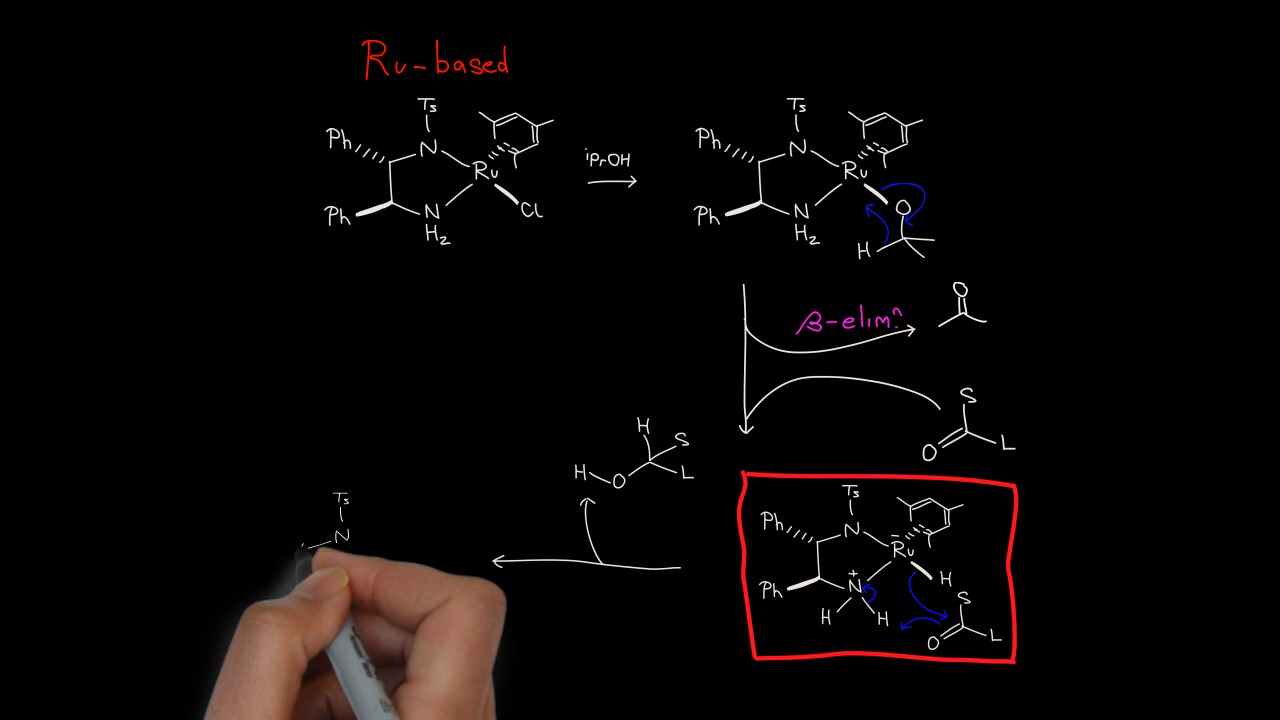 Ru-based
Ts
Ph
N
Ru
Ph
N
H2
Cl
iPrOH
Ts
Ph
N
Ru
Ph
N
H2
O
H
β-elimⁿ
O
S
O
L
H
S
H
O
L
Ts
Ph
N
Ru
Ph
N
+
H
H
H
S
O
L
Ts
N